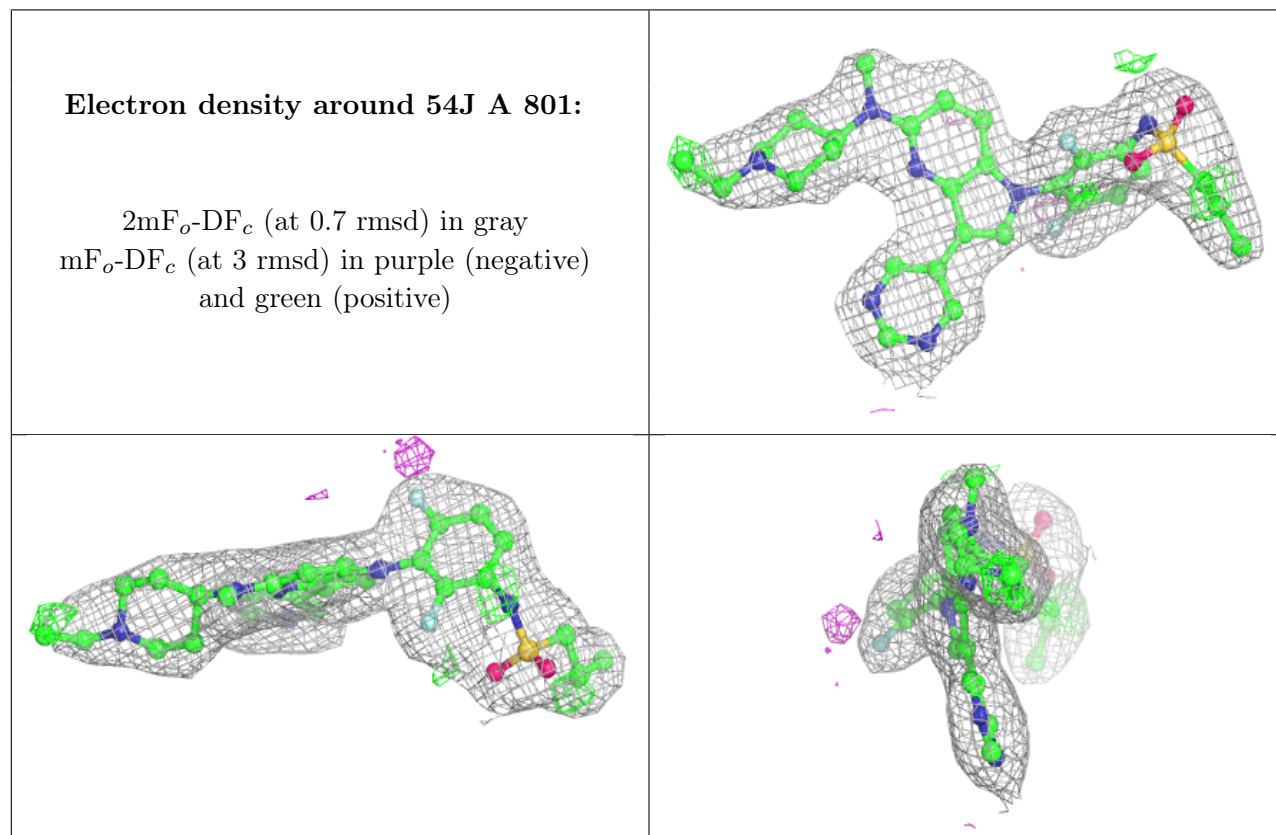 Electron density around 54J A 801:
2mFo-DFc (at 0.7 rmsd) in gray
mFo-DFc (at 3 rmsd) in purple (negative)
and green (positive)